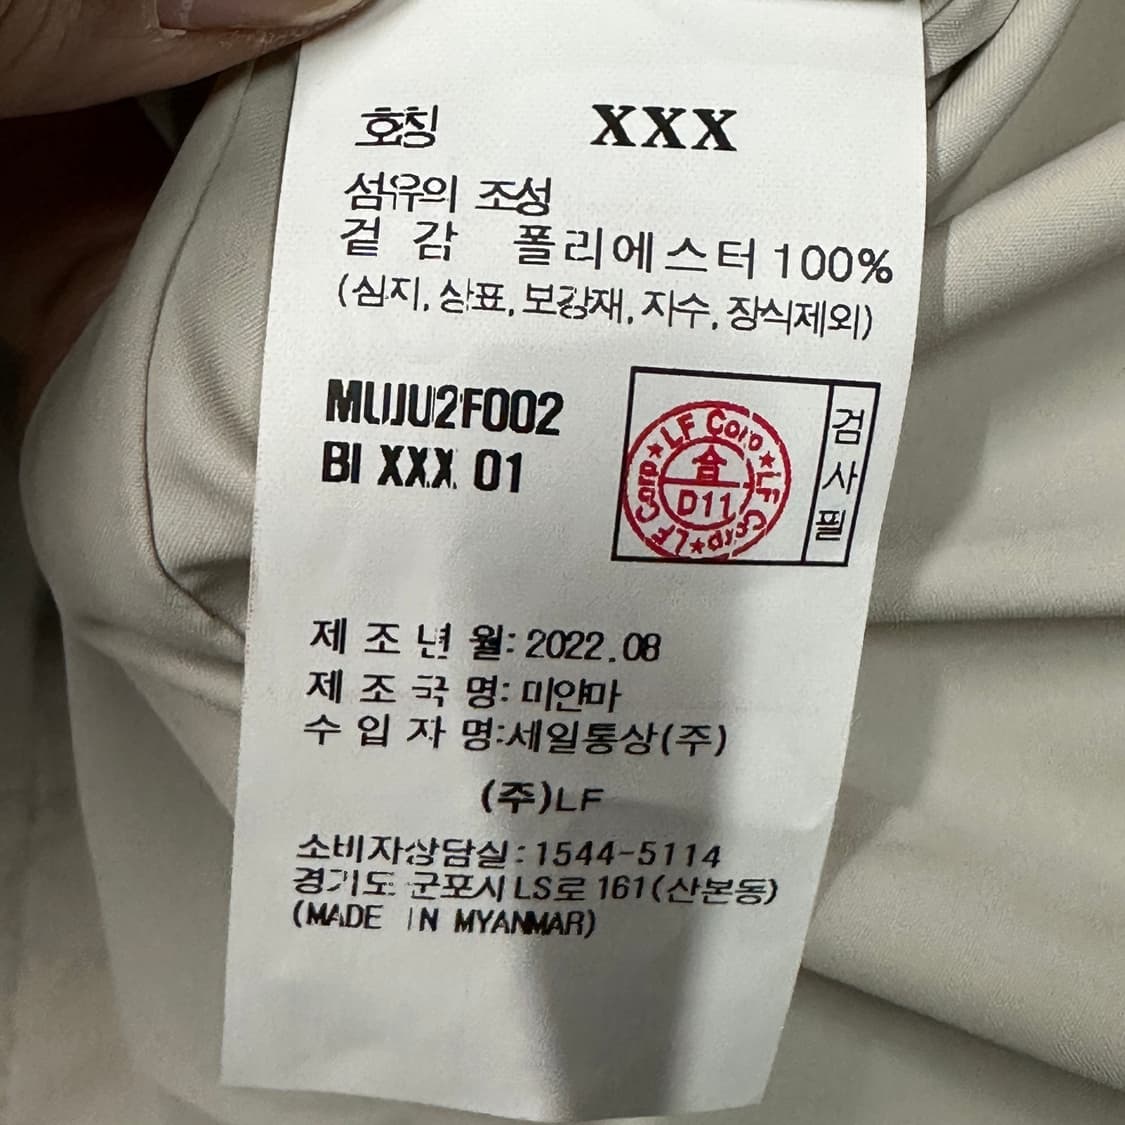 호칭 XXX
섬유의 조성
겉 감 폴리에스터 100%
(심지, 상표, 보강재, 자수, 장식제외)
MUJU2F002
BI XXX 01
LF Corp★LF Corp★LF Corp★
合
D11
검사필
제 조 년 월: 2022.08
제 조 국 명: 미얀마
수 입 자 명:세일통상(주)
(주)LF
소비자상담실:1544-5114
경기도 군포시 LS로 161(산본동)
(MADE IN MYANMAR)